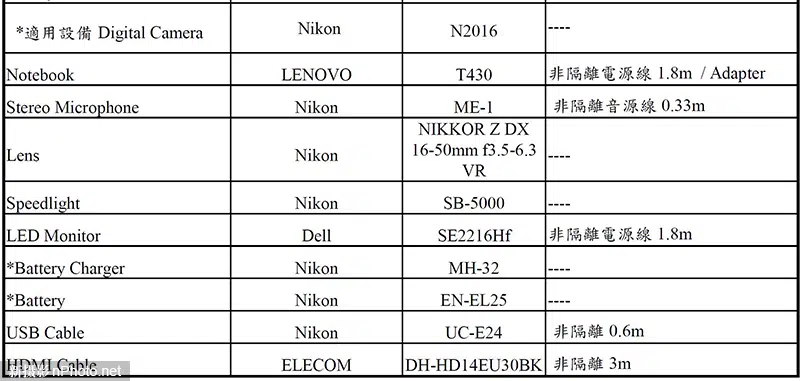 *適用設備 Digital Camera Nikon N2016 ----
Notebook LENOVO T430 非隔離電源線 1.8m / Adapter
Stereo Microphone Nikon ME-1 非隔離音源線 0.33m
NIKKOR Z DX
Lens Nikon 16-50mm f3.5-6.3 ----
VR
Speedlight Nikon SB-5000 ----
LED Monitor Dell SE2216Hf 非隔離電源線 1.8m
*Battery Charger Nikon MH-32 ----
*Battery Nikon EN-EL25 ----
USB Cable Nikon UC-E24 非隔離 0.6m
HDMI Cable ELECOM DH-HD14EU30BK 非隔離 3m
新摄影 nPhoto.net